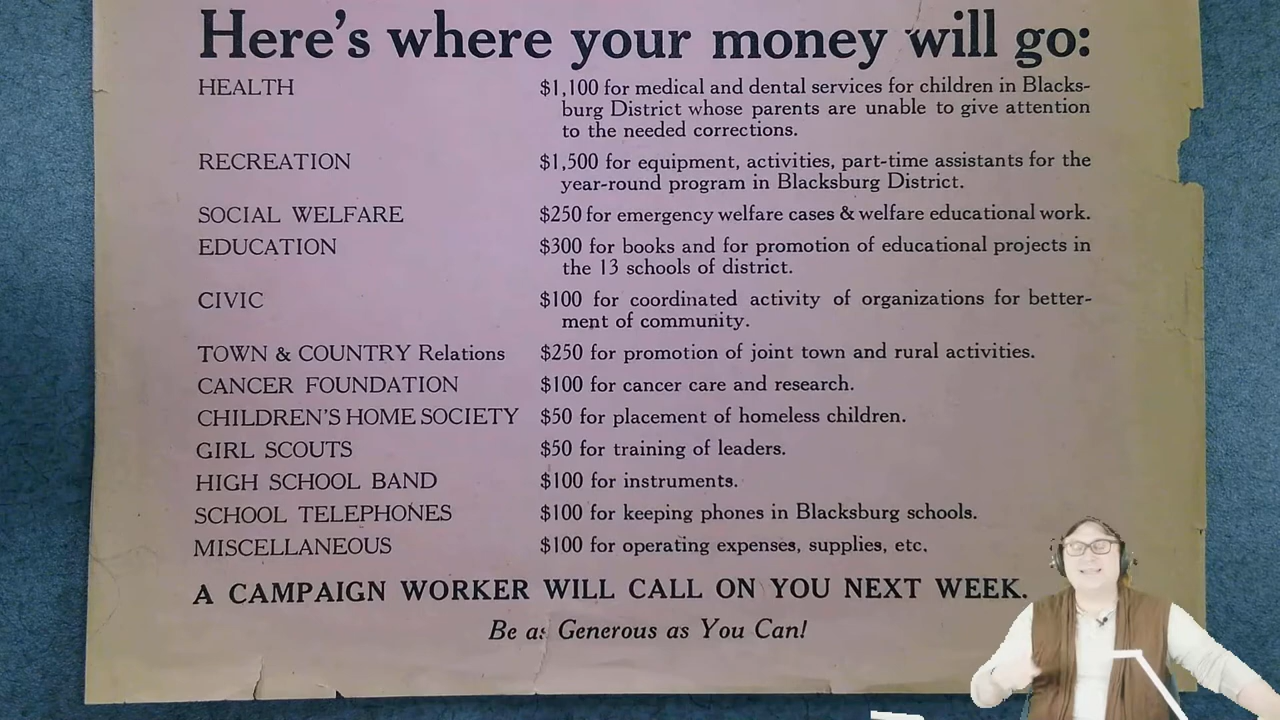 Here's where your money will go:
HEALTH $1,100 for medical and dental services for children in Blacks-
burg District whose parents are unable to give attention
to the needed corrections.
RECREATION $1,500 for equipment, activities, part-time assistants for the
year-round program in Blacksburg District.
SOCIAL WELFARE $250 for emergency welfare cases & welfare educational work.
EDUCATION $300 for books and for promotion of educational projects in
the 13 schools of district.
CIVIC $100 for coordinated activity of organizations for better-
ment of community.
TOWN & COUNTRY Relations $250 for promotion of joint town and rural activities.
CANCER FOUNDATION $100 for cancer care and research.
CHILDREN'S HOME SOCIETY $50 for placement of homeless children.
GIRL SCOUTS $50 for training of leaders.
HIGH SCHOOL BAND $100 for instruments.
SCHOOL TELEPHONES $100 for keeping phones in Blacksburg schools.
MISCELLANEOUS $100 for operating expenses, supplies, etc.
A CAMPAIGN WORKER WILL CALL ON YOU NEXT WEEK.
Be as Generous as You Can!